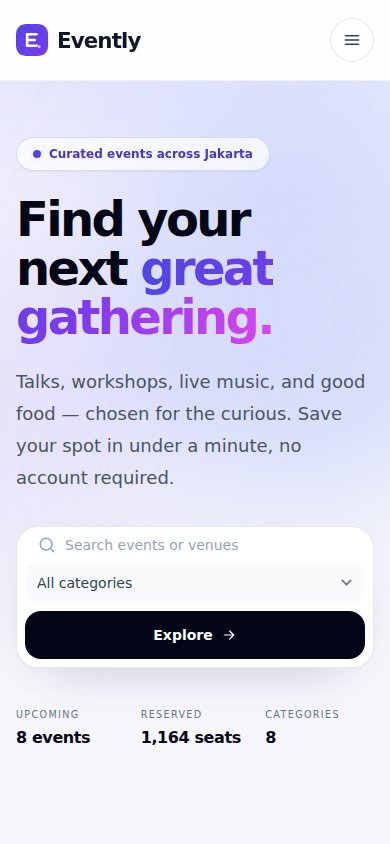 E.
Evently
Curated events across Jakarta
Find your
next great
gathering.
Talks, workshops, live music, and good
food — chosen for the curious. Save
your spot in under a minute, no
account required.
Search events or venues
All categories
Explore →
UPCOMING RESERVED CATEGORIES
8 events 1,164 seats 8